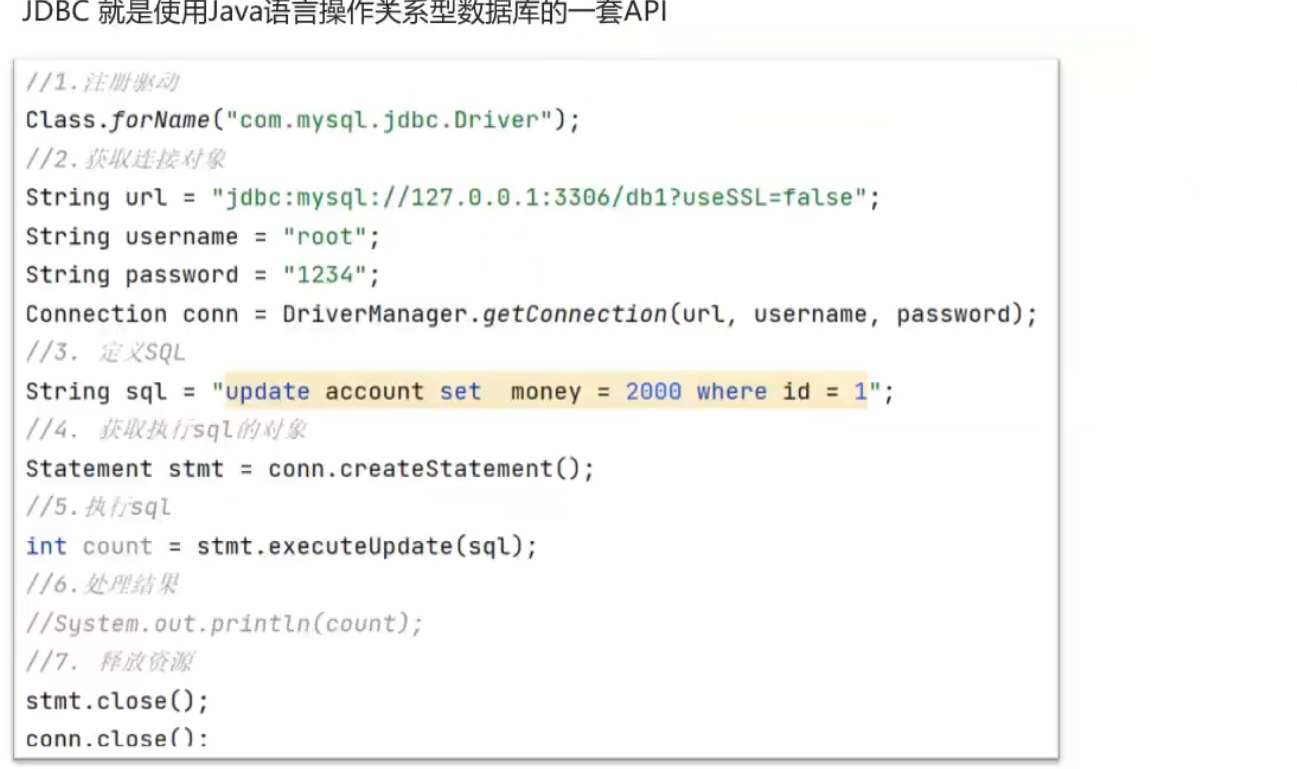 JDBC 就是使用Java语言操作关系型数据库的一套API
//1.注册驱动
Class.forName("com.mysql.jdbc.Driver");
//2.获取连接对象
String url = "jdbc:mysql://127.0.0.1:3306/db1?useSSL=false";
String username = "root";
String password = "1234";
Connection conn = DriverManager.getConnection(url, username, password);
//3. 定义SQL
String sql = "update account set  money = 2000 where id = 1";
//4. 获取执行sql的对象
Statement stmt = conn.createStatement();
//5.执行sql
int count = stmt.executeUpdate(sql);
//6.处理结果
//System.out.println(count);
//7. 释放资源
stmt.close();
conn.close();